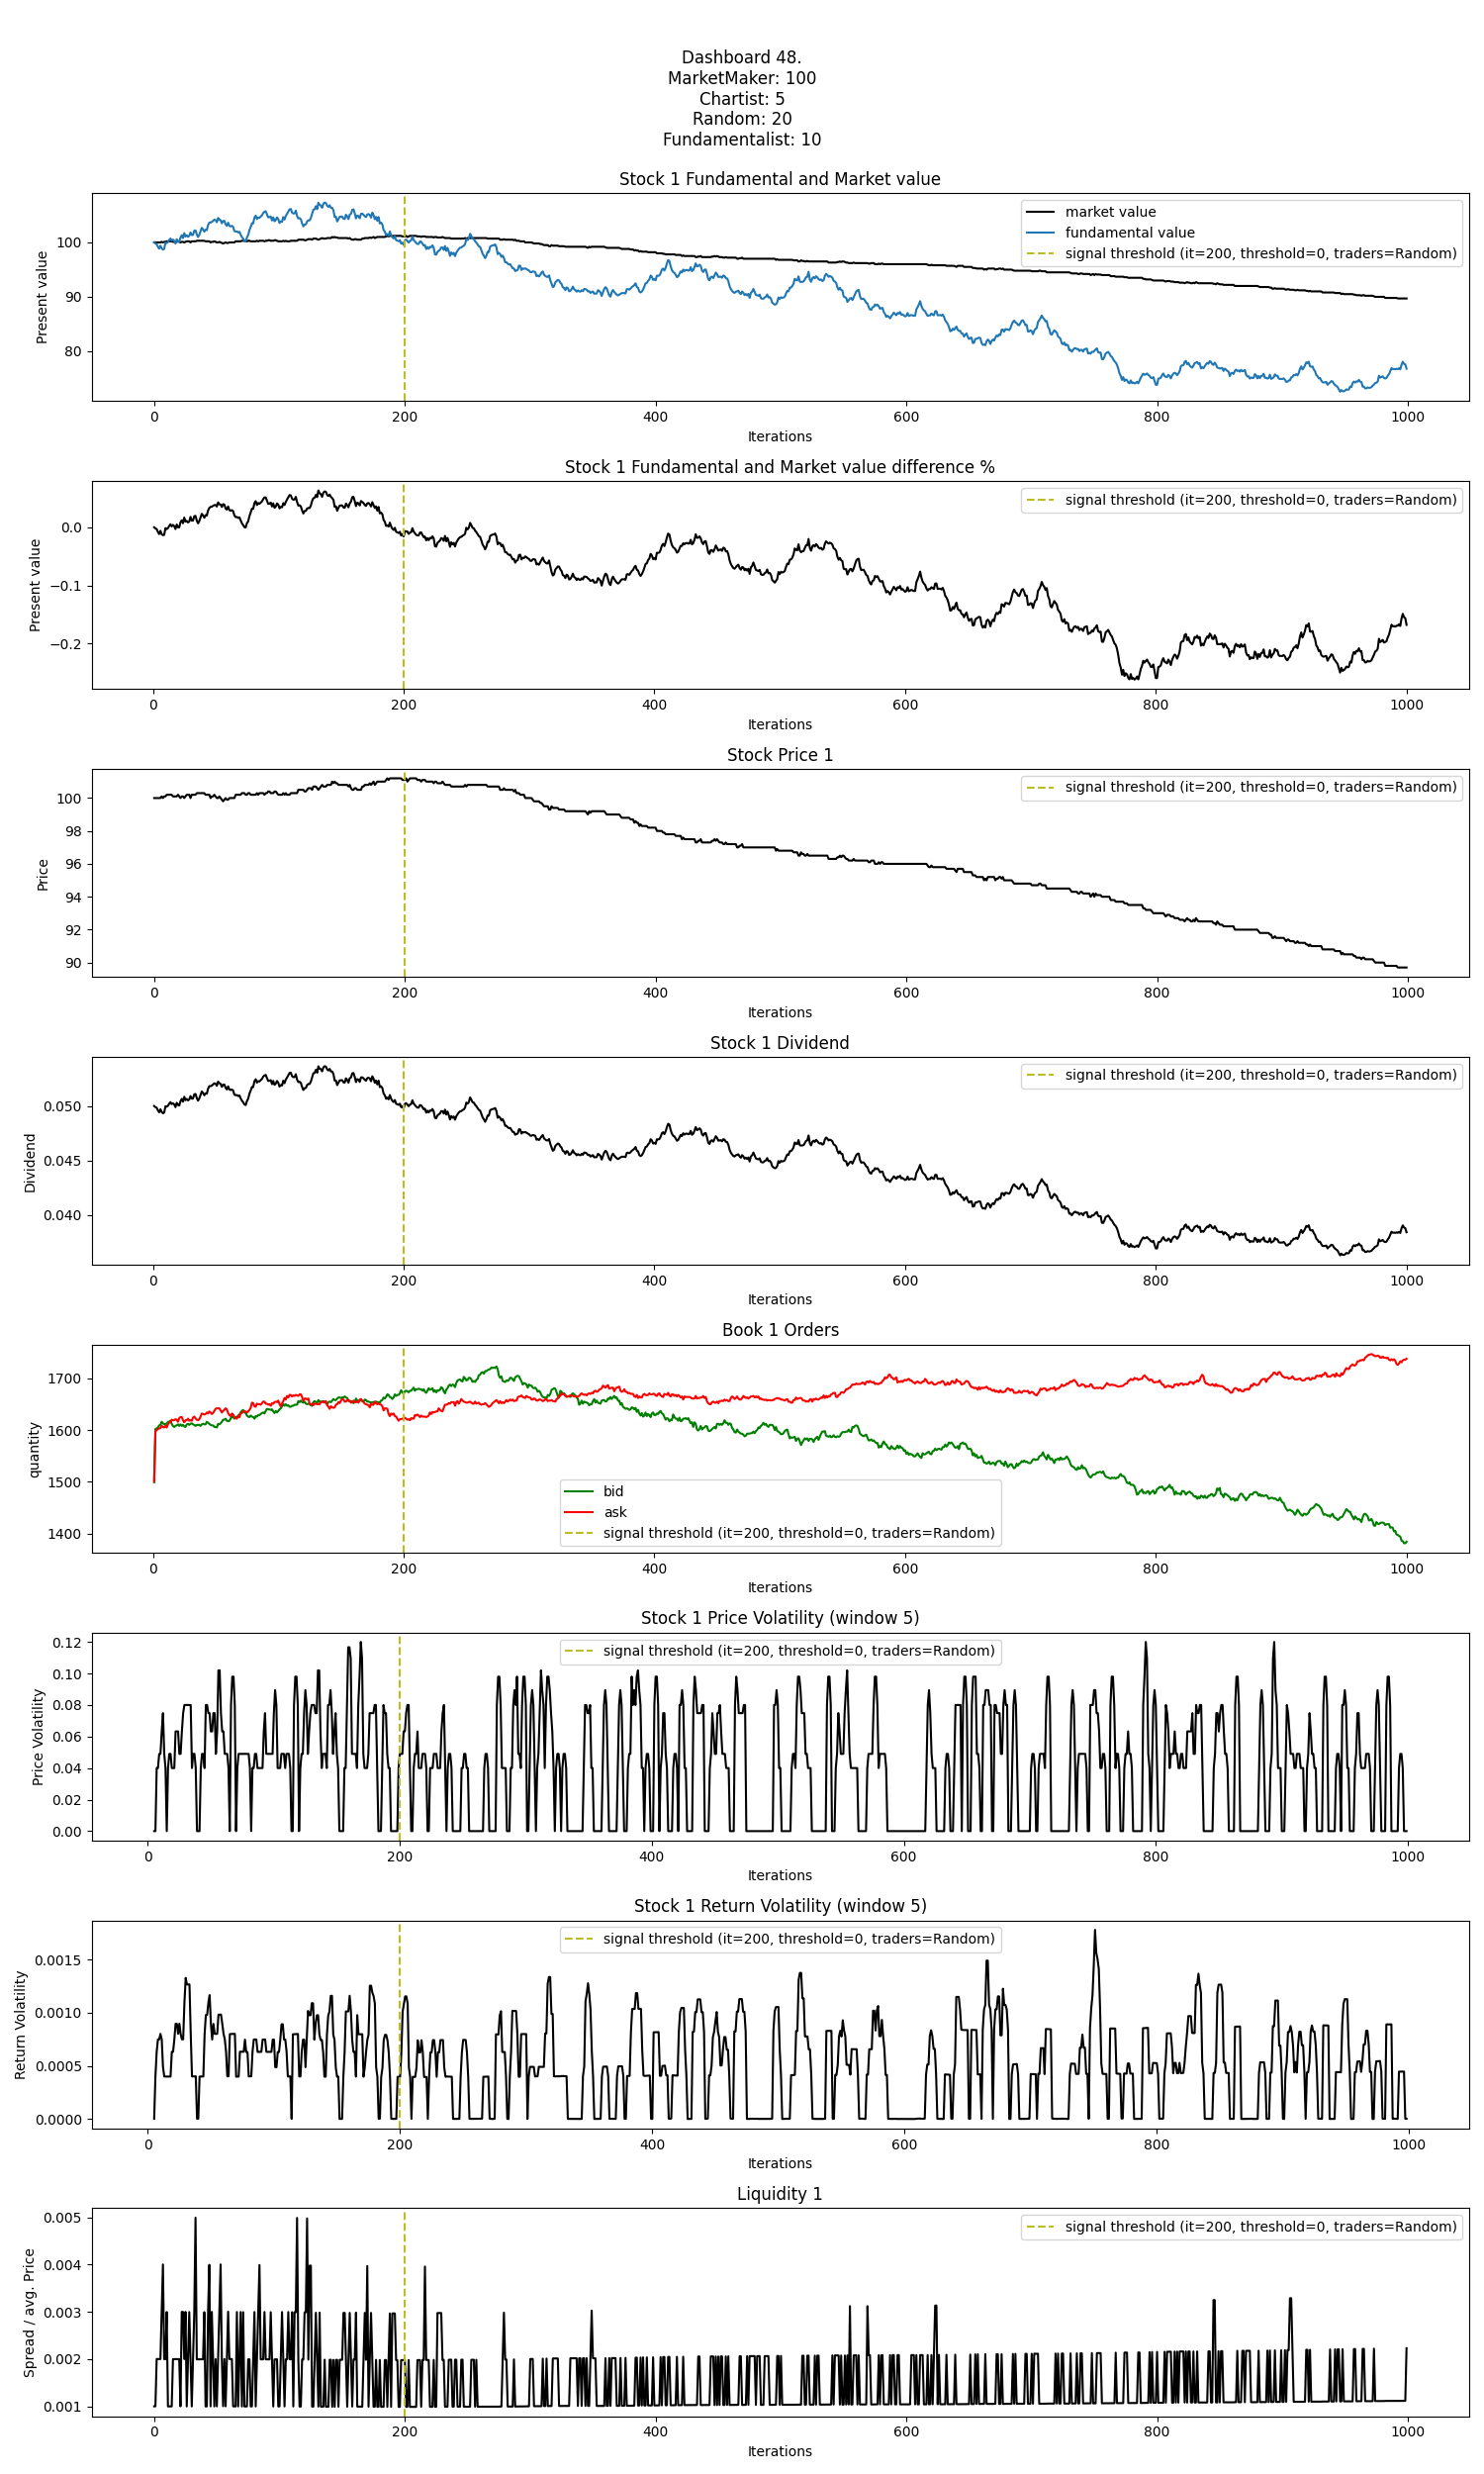 Dashboard 48.
MarketMaker: 100
Chartist: 5
Random: 20
Fundamentalist: 10
Stock 1 Fundamental and Market value
market value
fundamental value
signal threshold (it=200, threshold=0, traders=Random)
100
90
80
Present value
0 200 400 600 800 1000
Iterations
Stock 1 Fundamental and Market value difference %
signal threshold (it=200, threshold=0, traders=Random)
0.0
−0.1
−0.2
Present value
0 200 400 600 800 1000
Iterations
Stock Price 1
signal threshold (it=200, threshold=0, traders=Random)
100
98
96
94
92
90
Price
0 200 400 600 800 1000
Iterations
Stock 1 Dividend
signal threshold (it=200, threshold=0, traders=Random)
0.050
0.045
0.040
Dividend
0 200 400 600 800 1000
Iterations
Book 1 Orders
1700
1600
1500
1400
quantity
bid
ask
signal threshold (it=200, threshold=0, traders=Random)
0 200 400 600 800 1000
Iterations
Stock 1 Price Volatility (window 5)
signal threshold (it=200, threshold=0, traders=Random)
0.12
0.10
0.08
0.06
0.04
0.02
0.00
Price Volatility
0 200 400 600 800 1000
Iterations
Stock 1 Return Volatility (window 5)
signal threshold (it=200, threshold=0, traders=Random)
0.0015
0.0010
0.0005
0.0000
Return Volatility
0 200 400 600 800 1000
Iterations
Liquidity 1
signal threshold (it=200, threshold=0, traders=Random)
0.005
0.004
0.003
0.002
0.001
Spread / avg. Price
0 200 400 600 800 1000
Iterations